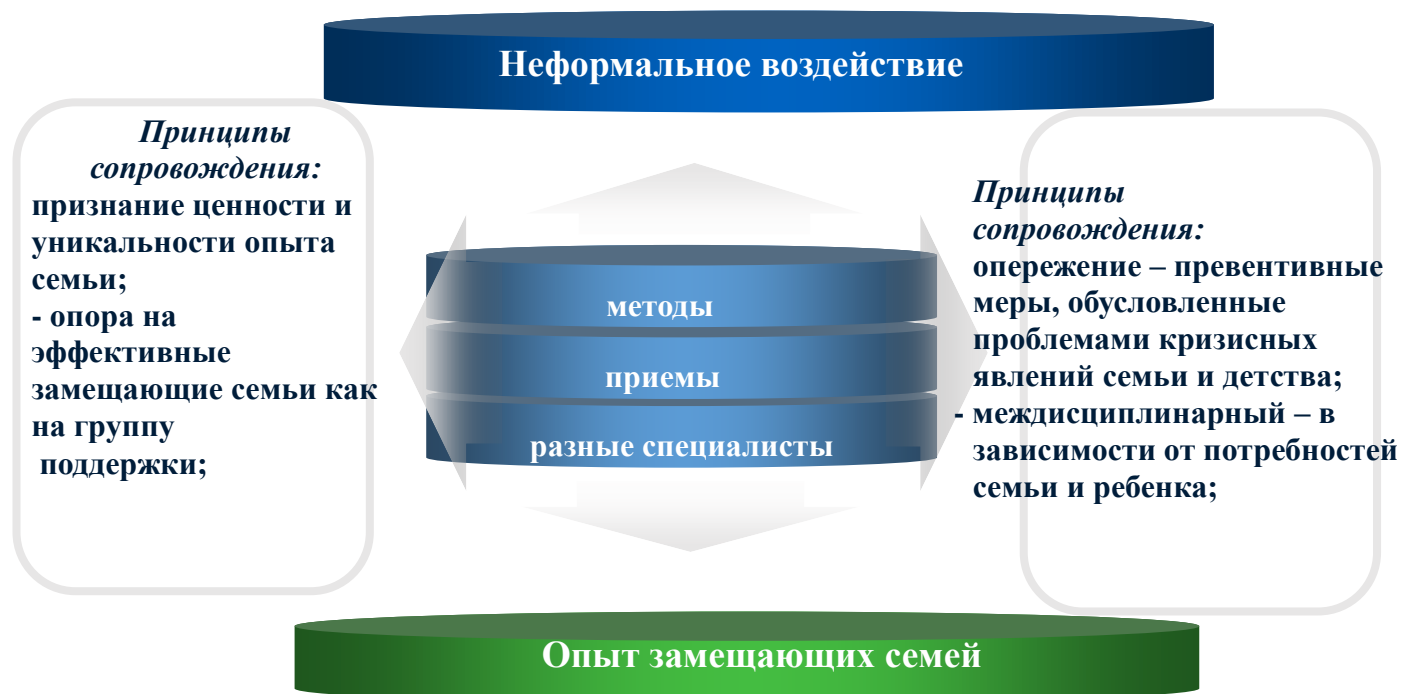 Неформальное воздействие
Принципы
сопровождения:
признание ценности и
уникальности опыта
семьи;
- опора на
эффективные
замещающие семьи как
на группу
поддержки;
методы
приемы
разные специалисты
Принципы
сопровождения:
опережение – превентивные
меры, обусловленные
проблемами кризисных
явлений семьи и детства;
- междисциплинарный – в
зависимости от потребностей
семьи и ребенка;
Опыт замещающих семей